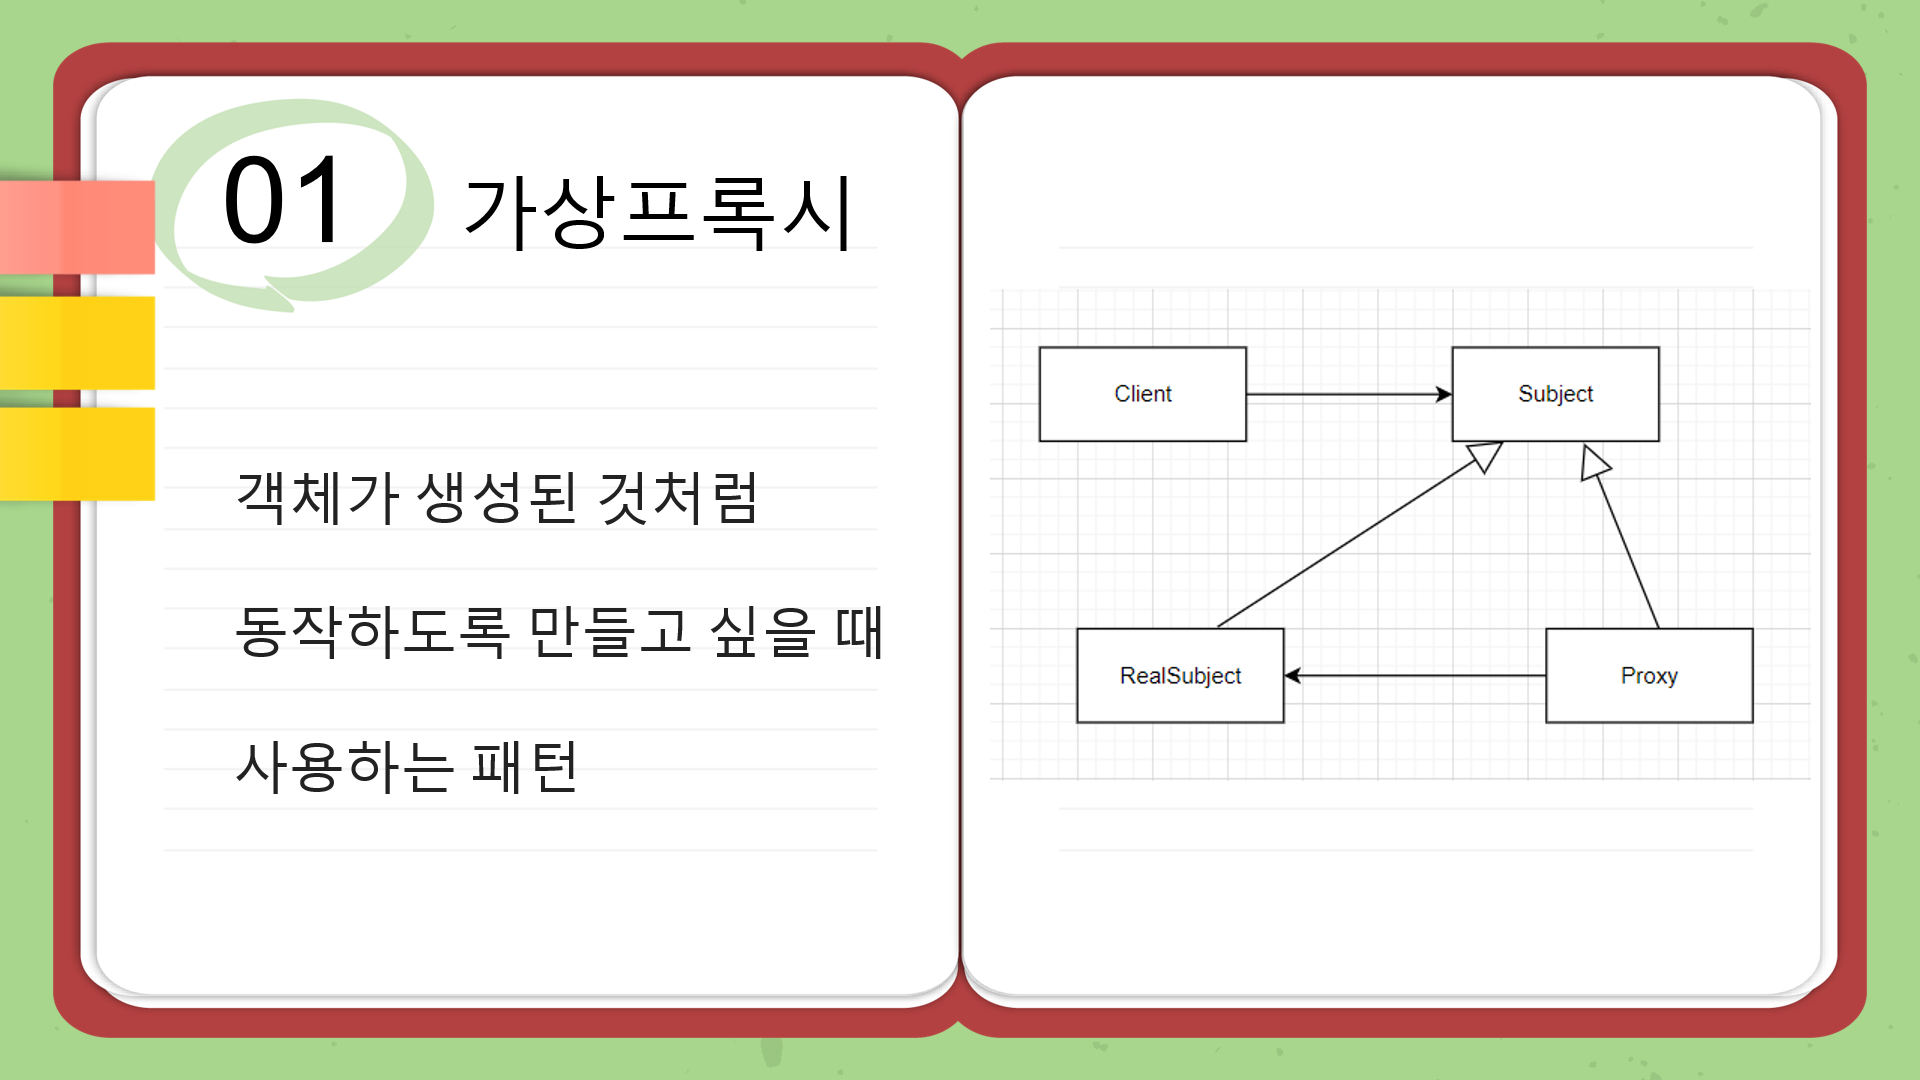 01 가상프록시
객체가 생성된 것처럼
동작하도록 만들고 싶을 때
사용하는 패턴
Client
Subject
RealSubject
Proxy